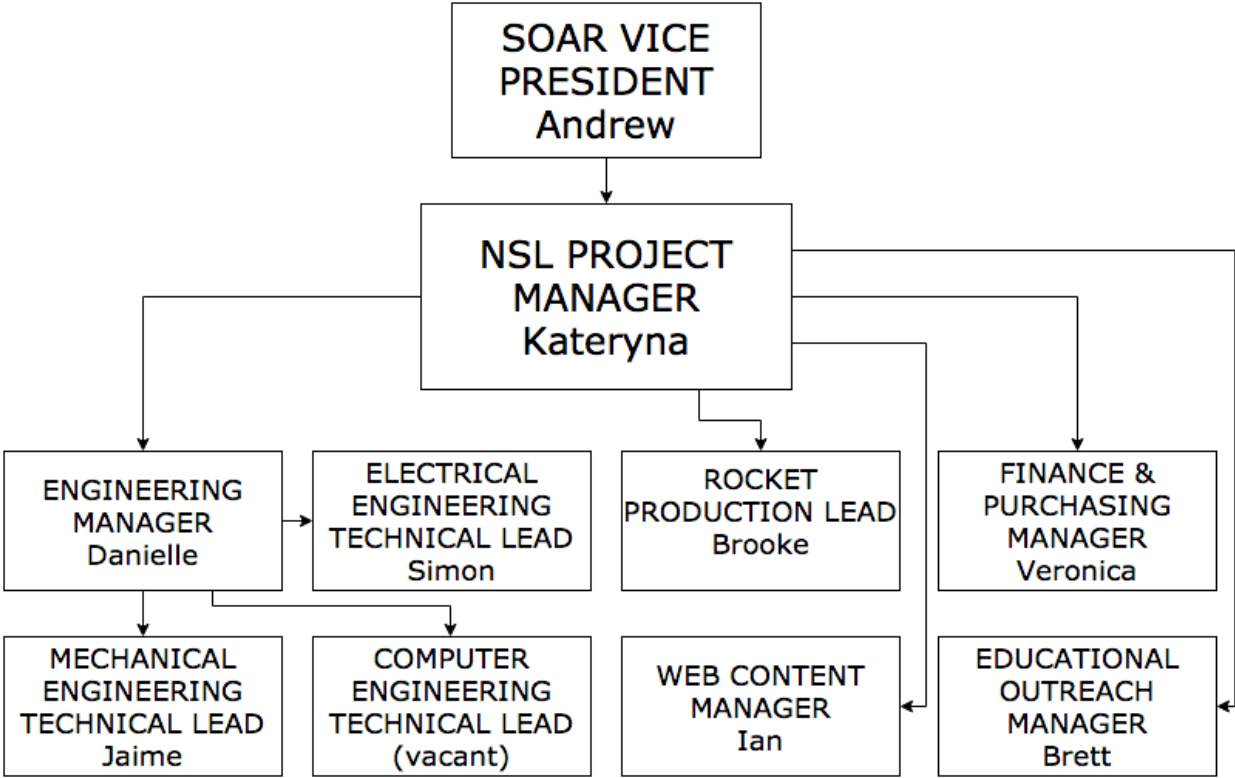 SOAR VICE
PRESIDENT
Andrew
NSL PROJECT
MANAGER
Kateryna
ENGINEERING
MANAGER
Danielle
ELECTRICAL
ENGINEERING
TECHNICAL LEAD
Simon
ROCKET
PRODUCTION LEAD
Brooke
FINANCE &
PURCHASING
MANAGER
Veronica
MECHANICAL
ENGINEERING
TECHNICAL LEAD
Jaime
COMPUTER
ENGINEERING
TECHNICAL LEAD
(vacant)
WEB CONTENT
MANAGER
Ian
EDUCATIONAL
OUTREACH
MANAGER
Brett